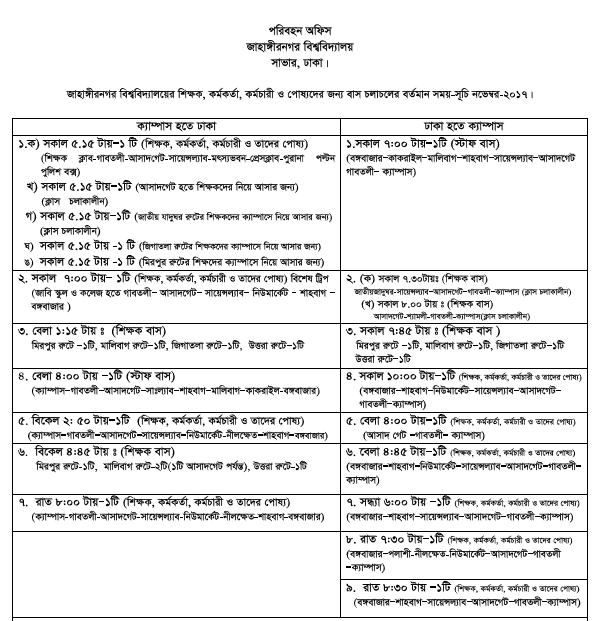 পরিবহন অফিস
জাহাঙ্গীরনগর বিশ্ববিদ্যালয়
সাভার, ঢাকা।
জাহাঙ্গীরনগর বিশ্ববিদ্যালয়ের শিক্ষক, কর্মকর্তা, কর্মচারী ও পোষ্যদের জন্য বাস চলাচলের বর্তমান সময়-সূচি নভেম্বর-২০১৭।
ক্যাম্পাস হতে ঢাকা
১.ক) সকাল ৫.১৫ টায়-১ টি (শিক্ষক, কর্মকর্তা, কর্মচারী ও তাদের পোষ্য)
(শিক্ষক ক্লাব-গাবতলী-আসাদগেট-সায়েন্সল্যাব-মৎস্যভবন-প্রেসক্লাব-পুরানা পল্টন
পুলিশ বক্স)
খ) সকাল ৫.১৫ টায়-১টি (আসাদগেট হতে শিক্ষকদের নিয়ে আসার জন্য)
(ক্লাস চলাকালীন)
গ) সকাল ৫.১৫ টায়-১টি (জাতীয় যাদুঘর রুটের শিক্ষকদের ক্যাম্পাসে নিয়ে আসার জন্য)
(ক্লাস চলাকালীন)
ঘ) সকাল ৫.১৫ টায় -১ টি (জিগাতলা রুটের শিক্ষকদের ক্যাম্পাসে নিয়ে আসার জন্য)
ঙ) সকাল ৫.১৫ টায় -১ টি (মিরপুর রুটের শিক্ষদের ক্যাম্পাসে নিয়ে আসার জন্য)
২. সকাল ৭:০০ টায়- ১টি (শিক্ষক, কর্মকর্তা, কর্মচারী ও তাদের পোষ্য) বিশেষ ট্রিপ
(জাবি স্কুল ও কলেজ হতে গাবতলী- আসাদগেট- সায়েন্সল্যাব- নিউমার্কেট - শাহবাগ -
বঙ্গবাজার )
৩. বেলা ১:১৫ টায় ঃ (শিক্ষক বাস)
মিরপুর রুটে -১টি, মালিবাগ রুটে-১টি, জিগাতলা রুটে-১টি, উত্তরা রুটে-১টি
৪. বেলা ৪:০০ টায় -১টি (স্টাফ বাস)
(ক্যাম্পাস-গাবতলী-আসাদগেট-সাল্যাব-শাহবাগ-মালিবাগ-কাকরাইল-বঙ্গবাজার)
৫. বিকেল ২: ৫০ টায়-১টি (শিক্ষক, কর্মকর্তা, কর্মচারী ও তাদের পোষ্য)
(ক্যাম্পাস-গাবতলী-আসাদগেট-সায়েন্সল্যাব-নিউমার্কেট-নীলক্ষেত-শাহবাগ-বঙ্গবাজার)
৬. বিকেল ৪:৪৫ টায় ঃ (শিক্ষক বাস)
মিরপুর রুটে-১টি, মালিবাগ রুটে-২টি(১টি আসাদগেট পর্যন্ত), উত্তরা রুটে-১টি
৭. রাত ৮:০০ টায়-১টি (শিক্ষক, কর্মকর্তা, কর্মচারী ও তাদের পোষ্য)
(ক্যাম্পাস-গাবতলী-আসাদগেট-সায়েন্সল্যাব-নিউমার্কেট-নীলক্ষেত-শাহবাগ-বঙ্গবাজার)
ঢাকা হতে ক্যাম্পাস
১.সকাল ৭:০০ টায়-১টি (স্টাফ বাস)
(বঙ্গবাজার-কাকরাইল-মালিবাগ-শাহবাগ-সায়েন্সল্যাব-আসাদগেট
গাবতলী- ক্যাম্পাস)
২. (ক) সকাল ৭.৩০টায়ঃ (শিক্ষক বাস)
জাতীয়জাদুঘর-সায়েন্সল্যাব-আসাদগেট-গাবতলী-ক্যাম্পাস (ক্লাস চলাকালীন)
(খ) সকাল ৮.০০ টায় ঃ (শিক্ষক বাস)
আসাদগেট-শ্যামলী-গাবতলী-ক্যাম্পাস(ক্লাস চলাকালীন)
৩. সকাল ৭:৪৫ টায় ঃ (শিক্ষক বাস )
মিরপুর রুটে -১টি, মালিবাগ রুটে-১টি, জিগাতলা রুটে-১টি
উত্তরা রুটে-১টি
৪. সকাল ১০:০০ টায়-১টি (শিক্ষক, কর্মকর্তা, কর্মচারী ও তাদের পোষ্য)
(বঙ্গবাজার-শাহবাগ-নিউমার্কেট-সায়েন্সল্যাব-আসাদগেট-
গাবতলী-ক্যাম্পাস)
৫. বেলা ৪:০০ টায়-১টি (শিক্ষক, কর্মকর্তা, কর্মচারী ও তাদের পোষ্য)
(আসাদ গেট -গাবতলী- ক্যাম্পাস)
৬. বেলা ৪:৪৫ টায়-১টি (শিক্ষক, কর্মকর্তা, কর্মচারী ও তাদের পোষ্য)
(বঙ্গবাজার-শাহবাগ-নিউমার্কেট-সায়েন্সল্যাব-আসাদগেট-গাবতলী-
ক্যাম্পাস)
৭. সন্ধ্যা ৬:০০ টায় -১টি (শিক্ষক, কর্মকর্তা, কর্মচারী ও তাদের পোষ্য)
(বঙ্গবাজার-শাহবাগ-সায়েন্সল্যাব-আসাদগেট-গাবতলী-ক্যাম্পাস)
৮. রাত ৭:৩০ টায় -১টি (শিক্ষক, কর্মকর্তা, কর্মচারী ও তাদের পোষ্য)
(বঙ্গবাজার-পলাশী-নীলক্ষেত-নিউমার্কেট-আসাদগেট-গাবতলী
-ক্যাম্পাস)
৯. রাত ৮:৩০ টায় -১টি (শিক্ষক, কর্মকর্তা, কর্মচারী ও তাদের পোষ্য)
(বঙ্গবাজার-শাহবাগ-সায়েন্সল্যাব-আসাদগেট-গাবতলী-ক্যাম্পাস)